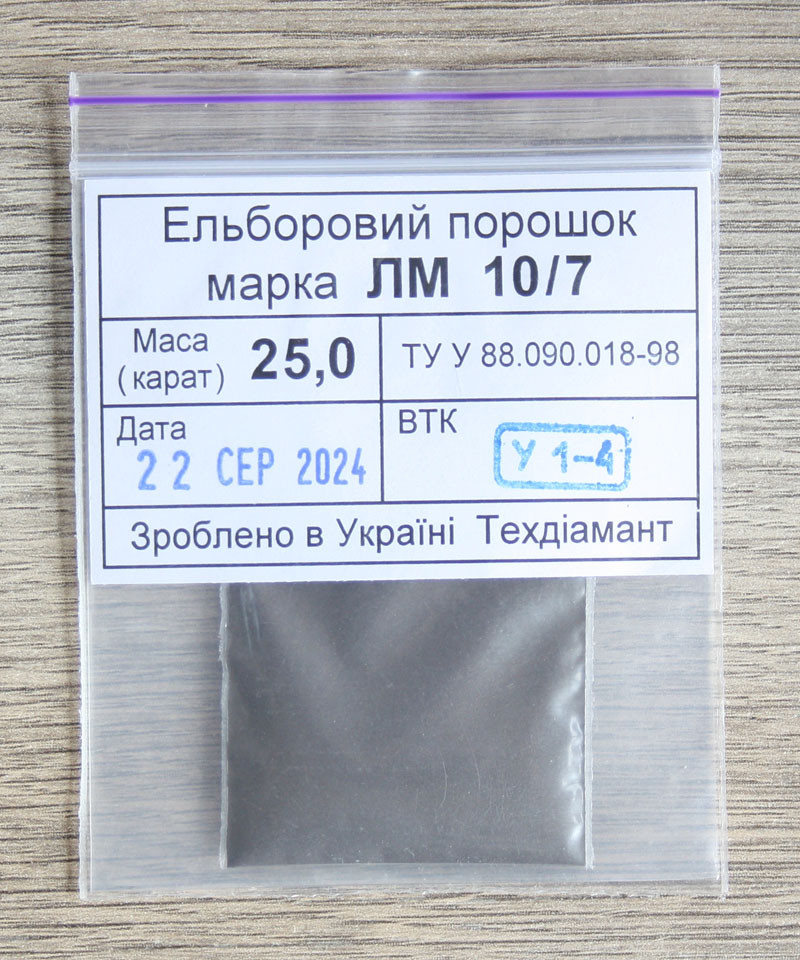 Ельборовий порошок
марка ЛМ 10/7
Маса
(карат) 25,0
ТУ У 88.090.018-98
Дата
22 СЕР 2024
ВТК
У 1-4
Зроблено в Україні Техдіамант